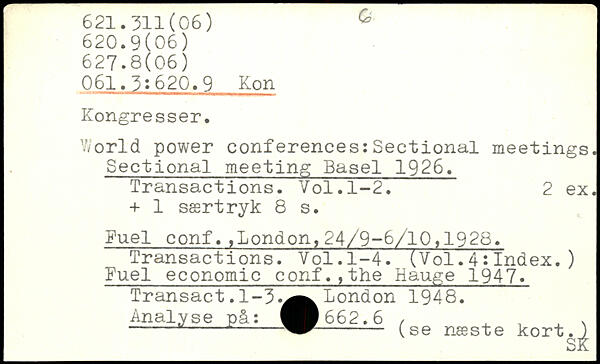 6
621.311(06)
620.9(06)
627.8(06)
061.3:620.9 Kon
Kongresser.
World power conferences:Sectional meetings.
Sectional meeting Basel 1926.
Transactions. Vol.1-2. 2 ex.
+ 1 særtryk 8 s.
Fuel conf.,London,24/9-6/10,1928.
Transactions. Vol.1-4. (Vol.4:Index.)
Fuel economic conf.,the Hauge 1947.
Transact.1-3. London 1948.
Analyse på: 662.6
(se næste kort.)
SK